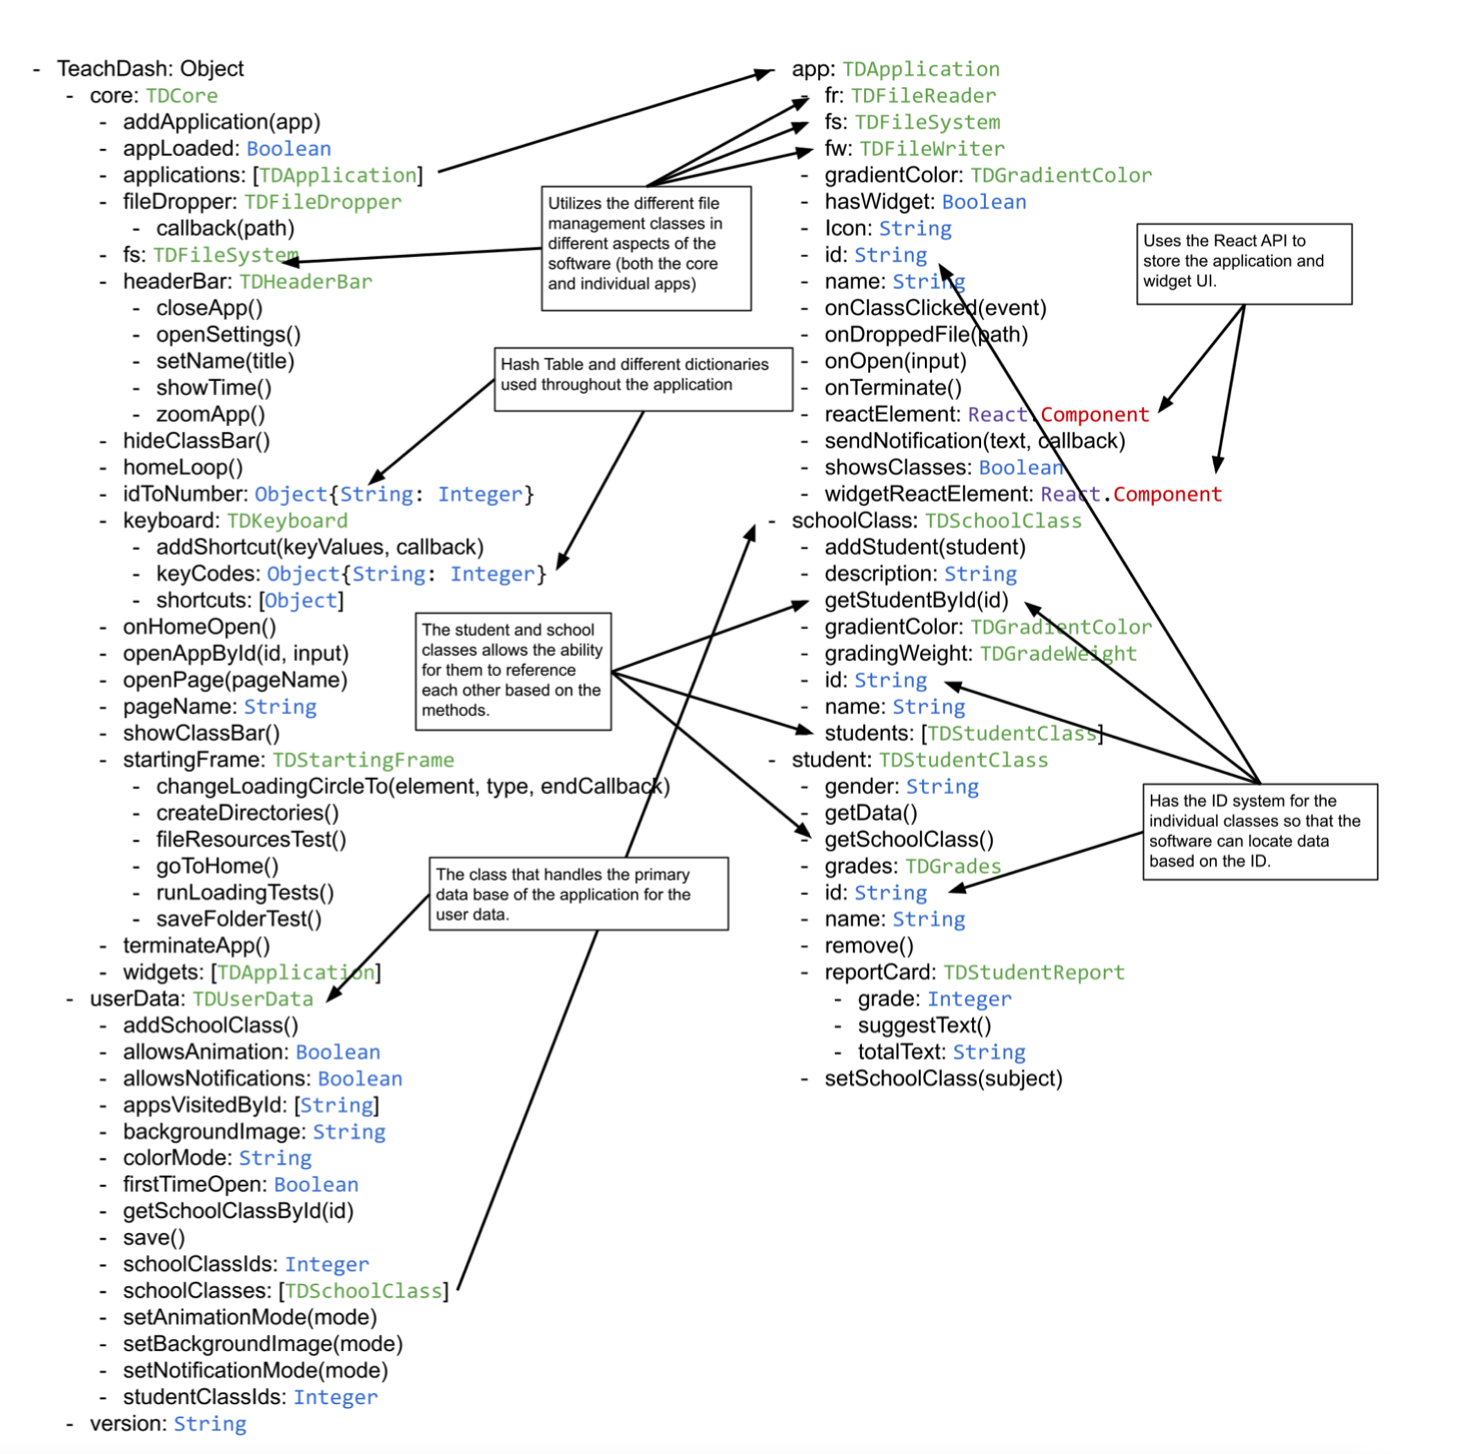 - TeachDash: Object
- core: TDCore
- addApplication(app)
- appLoaded: Boolean
- applications: [TDApplication]
- fileDropper: TDFileDropper
- callback(path)
- fs: TDFileSystem
- headerBar: TDHeaderBar
- closeApp()
- openSettings()
- setName(title)
- showTime()
- zoomApp()
- hideClassBar()
- homeLoop()
- idToNumber: Object{String: Integer}
- keyboard: TDKeyboard
- addShortcut(keyValues, callback)
- keyCodes: Object{String: Integer}
- shortcuts: [Object]
- onHomeOpen()
- openAppById(id, input)
- openPage(pageName)
- pageName: String
- showClassBar()
- startingFrame: TDStartingFrame
- changeLoadingCircleTo(element, type, endCallback)
- createDirectories()
- fileResourcesTest()
- goToHome()
- runLoadingTests()
- saveFolderTest()
- terminateApp()
- widgets: [TDApplication]
- userData: TDUserData
- addSchoolClass()
- allowsAnimation: Boolean
- allowsNotifications: Boolean
- appsVisitedById: [String]
- backgroundImage: String
- colorMode: String
- firstTimeOpen: Boolean
- getSchoolClassById(id)
- save()
- schoolClassIds: Integer
- schoolClasses: [TDSchoolClass]
- setAnimationMode(mode)
- setBackgroundImage(mode)
- setNotificationMode(mode)
- studentClassIds: Integer
- version: String
Utilizes the different file
management classes in
different aspects of the
software (both the core
and individual apps)
Hash Table and different dictionaries
used throughout the application
The student and school
classes allows the ability
for them to reference
each other based on the
methods.
The class that handles the primary
data base of the application for the
user data.
- app: TDApplication
- fr: TDFileReader
- fs: TDFileSystem
- fw: TDFileWriter
- gradientColor: TDGradientColor
- hasWidget: Boolean
- Icon: String
- id: String
- name: String
- onClassClicked(event)
- onDroppedFile(path)
- onOpen(input)
- onTerminate()
- reactElement: React.Component
- sendNotification(text, callback)
- showsClasses: Boolean
- widgetReactElement: React.Component
- schoolClass: TDSchoolClass
- addStudent(student)
- description: String
- getStudentById(id)
- gradientColor: TDGradientColor
- gradingWeight: TDGradeWeight
- id: String
- name: String
- students: [TDStudentClass]
- student: TDStudentClass
- gender: String
- getData()
- getSchoolClass()
- grades: TDGrades
- id: String
- name: String
- remove()
- reportCard: TDStudentReport
- grade: Integer
- suggestText()
- totalText: String
- setSchoolClass(subject)
Uses the React API to
store the application and
widget UI.
Has the ID system for the
individual classes so that the
software can locate data
based on the ID.